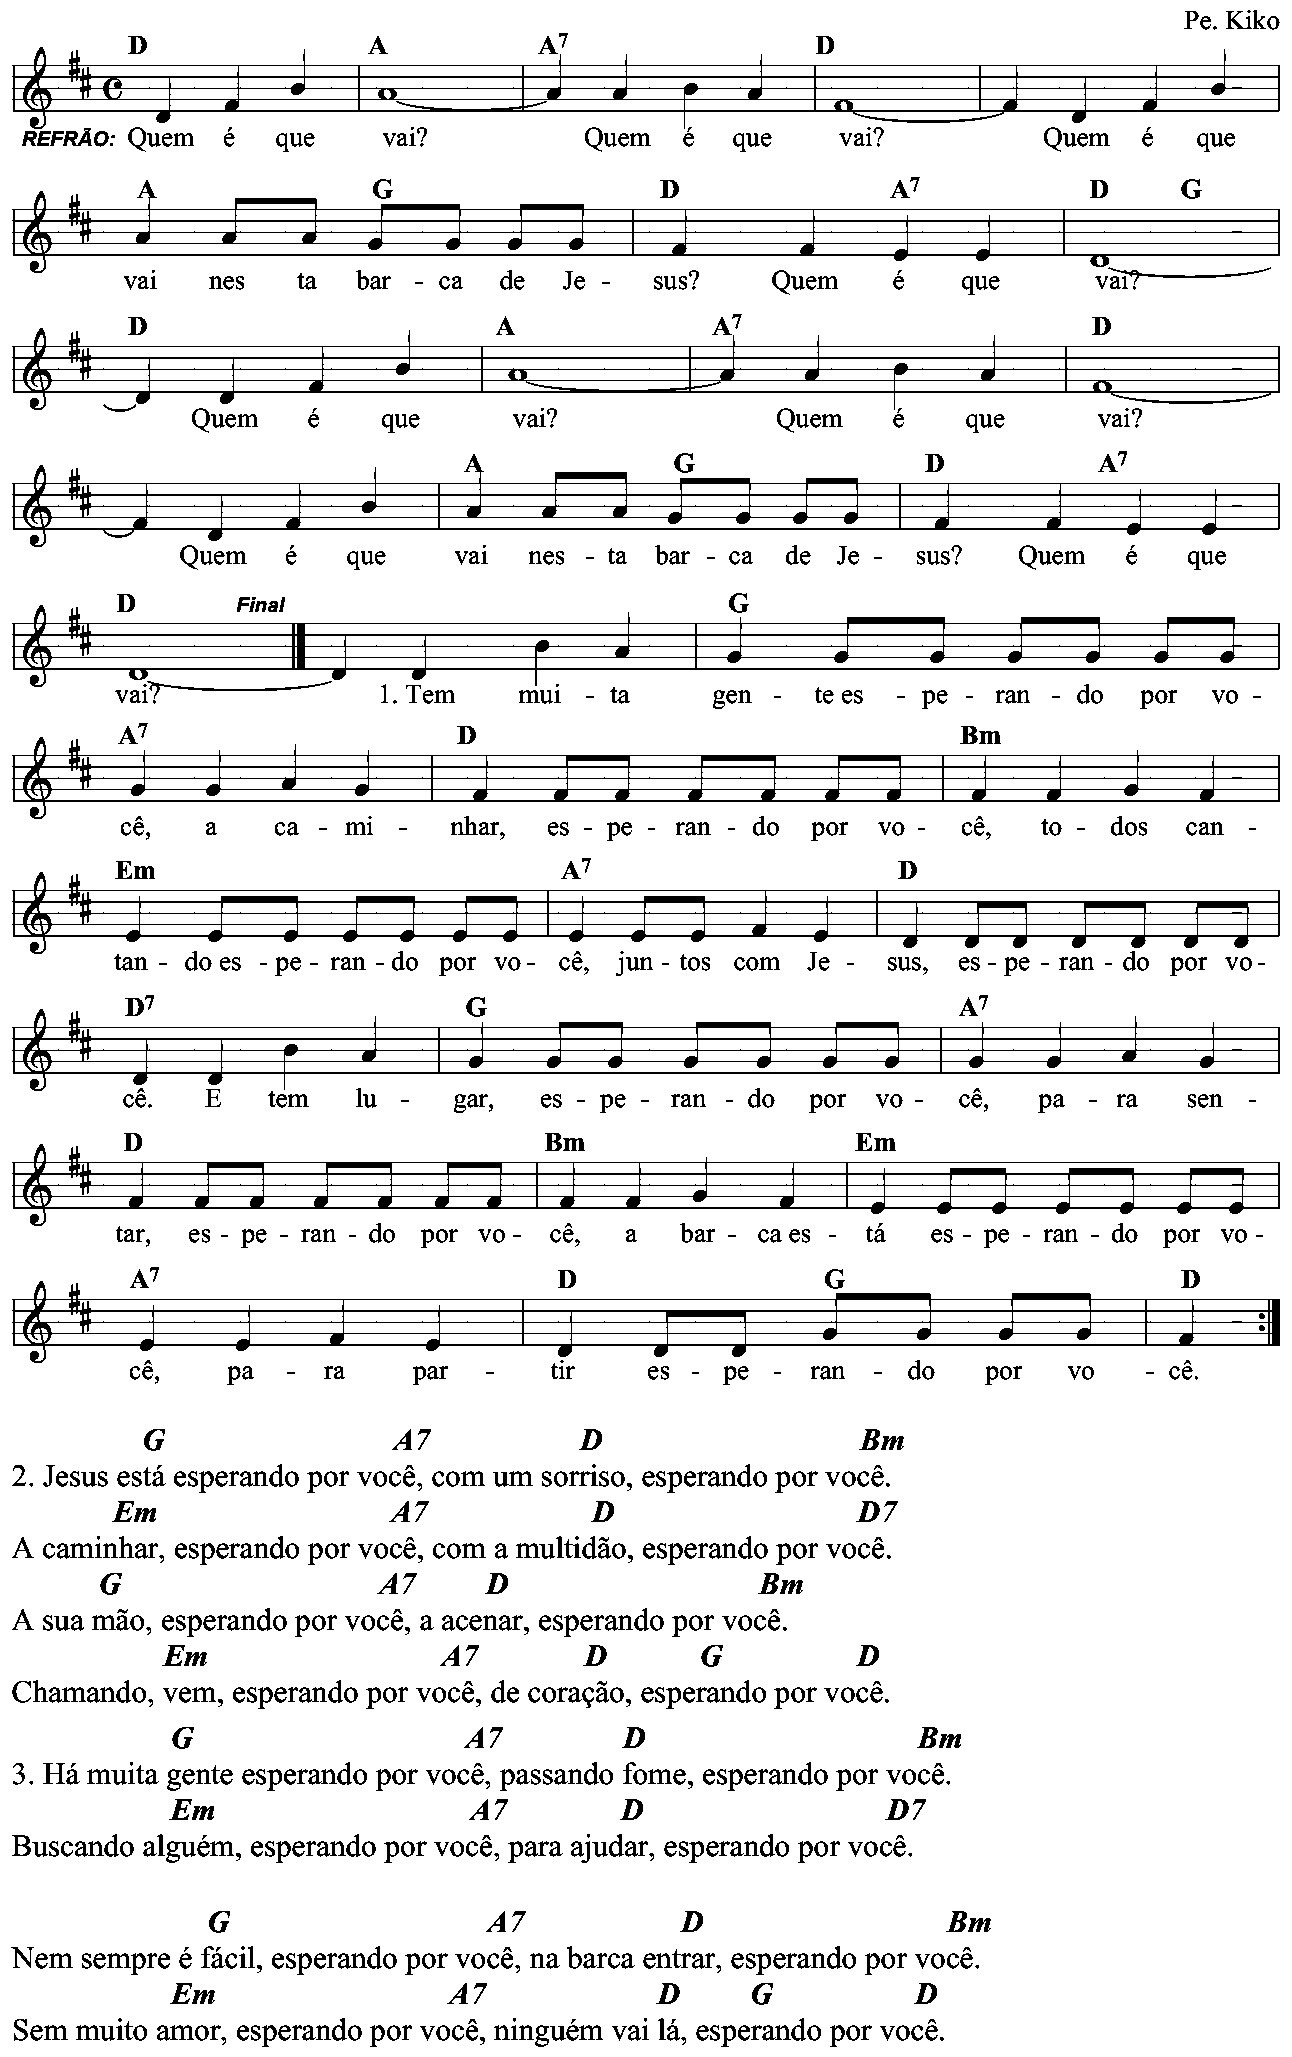 Pe. Kiko
D A A7 D
REFRÃO: Quem é que vai? Quem é que vai? Quem é que
A G D A7 D G
vai nes ta bar - ca de Je - sus? Quem é que vai?
D A A7 D
Quem é que vai? Quem é que vai?
A G D A7
Quem é que vai nes - ta bar - ca de Je - sus? Quem é que
D Final G
vai? 1. Tem mui - ta gen - te es - pe - ran - do por vo -
A7 D Bm
cê, a ca - mi - nhar, es - pe - ran - do por vo - cê, to - dos can -
Em A7 D
tan - do es - pe - ran - do por vo - cê, jun - tos com Je - sus, es - pe - ran - do por vo -
D7 G A7
cê. E tem lu - gar, es - pe - ran - do por vo - cê, pa - ra sen -
D Bm Em
tar, es - pe - ran - do por vo - cê, a bar - ca es - tá es - pe - ran - do por vo -
A7 D G D
cê, pa - ra par - tir es - pe - ran - do por vo - cê.
G A7 D Bm
2. Jesus está esperando por você, com um sorriso, esperando por você.
Em A7 D D7
A caminhar, esperando por você, com a multidão, esperando por você.
G A7 D Bm
A sua mão, esperando por você, a acenar, esperando por você.
Em A7 D G D
Chamando, vem, esperando por você, de coração, esperando por você.
G A7 D Bm
3. Há muita gente esperando por você, passando fome, esperando por você.
Em A7 D D7
Buscando alguém, esperando por você, para ajudar, esperando por você.
G A7 D Bm
Nem sempre é fácil, esperando por você, na barca entrar, esperando por você.
Em A7 D G D
Sem muito amor, esperando por você, ninguém vai lá, esperando por você.